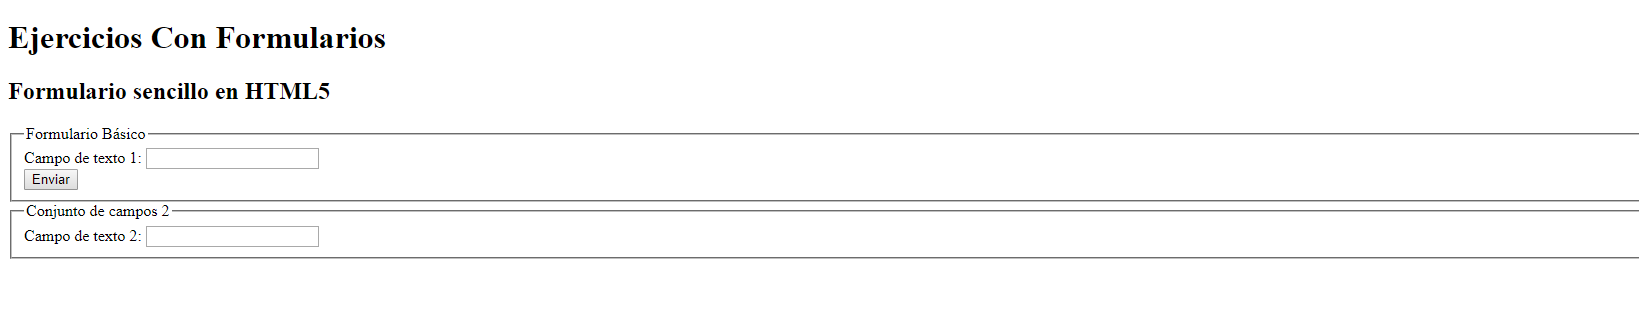 Ejercicios Con Formularios
Formulario sencillo en HTML5
Formulario Básico
Campo de texto 1:
Enviar
Conjunto de campos 2
Campo de texto 2: